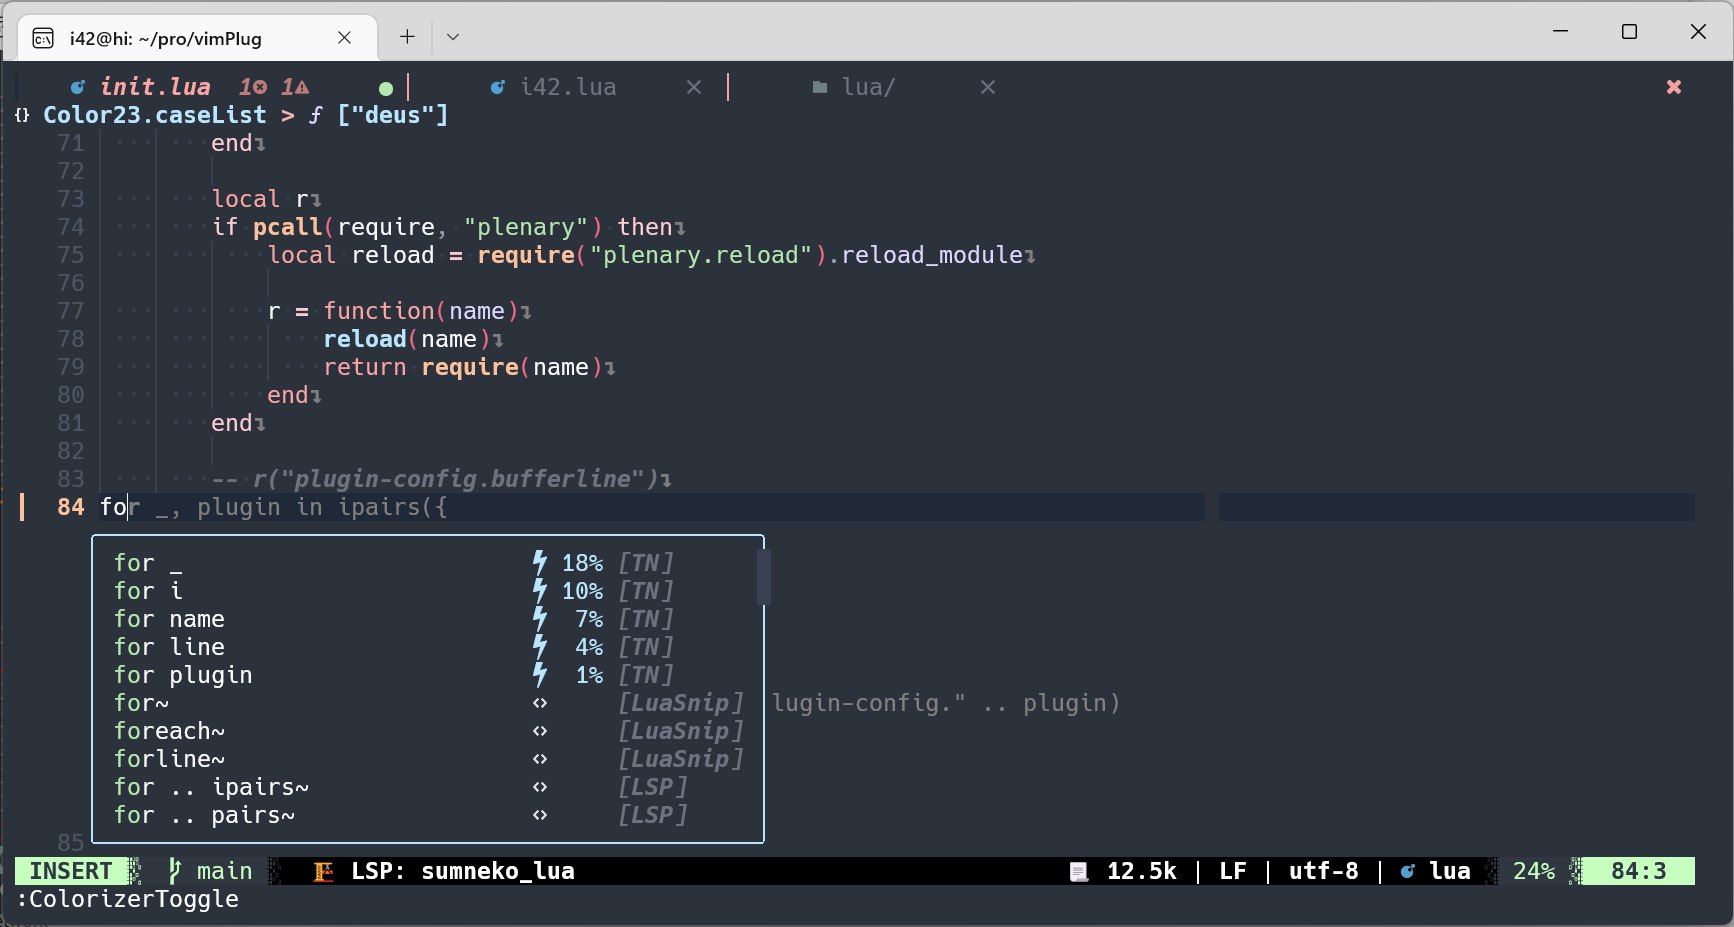 i42@hi: ~/pro/vimPlug
init.lua 1 1 i42.lua lua/
{} Color23.caseList > ƒ ["deus"]
71 end
72
73 local r
74 if pcall(require, "plenary") then
75 local reload = require("plenary.reload").reload_module
76
77 r = function(name)
78 reload(name)
79 return require(name)
80 end
81 end
82
83 -- r("plugin-config.bufferline")
84 for _, plugin in ipairs({
for _ 18% [TN]
for i 10% [TN]
for name 7% [TN]
for line 4% [TN]
for plugin 1% [TN]
for~ <> [LuaSnip] lugin-config." .. plugin)
foreach~ <> [LuaSnip]
forline~ <> [LuaSnip]
for .. ipairs~ <> [LSP]
for .. pairs~ <> [LSP]
85
INSERT main LSP: sumneko_lua 12.5k | LF | utf-8 | lua 24% 84:3
:ColorizerToggle